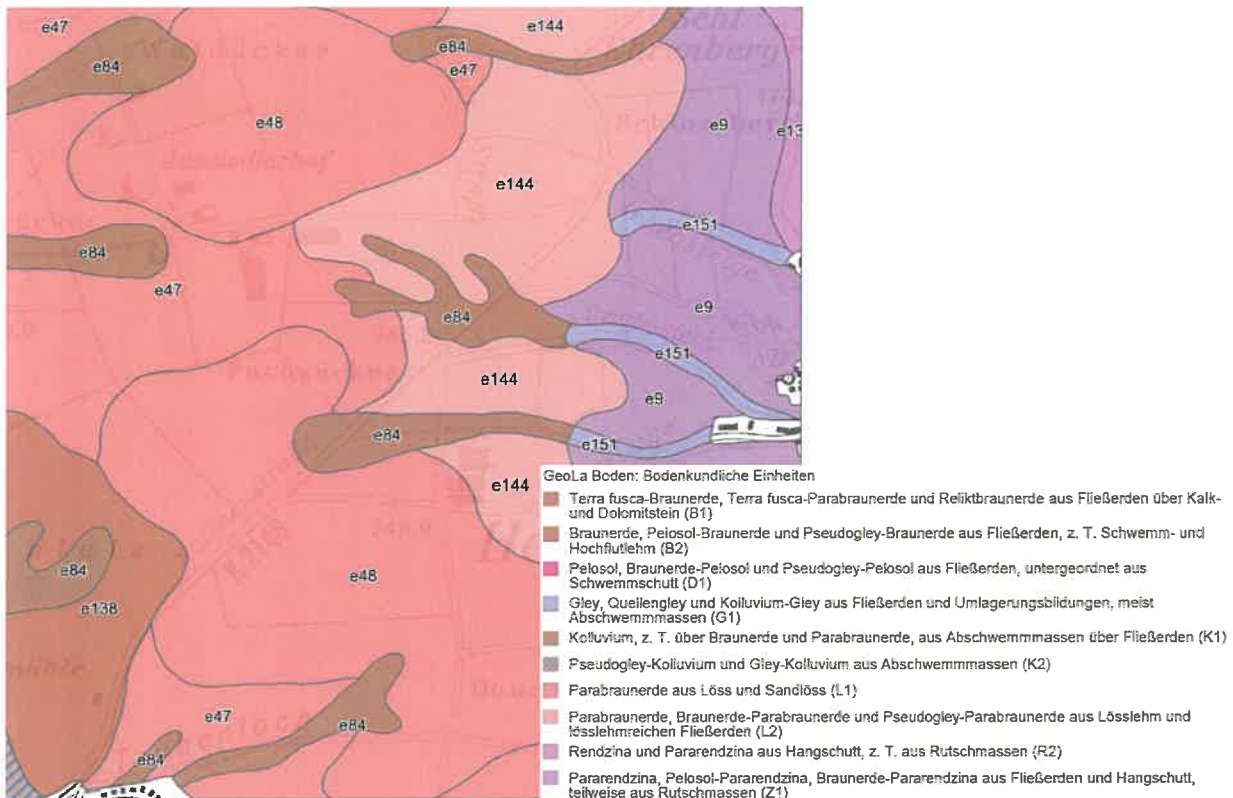 e47
e144
e84
e84
e47
e48
e9
e13
e144
e151
e84
e47
e9
e84
e151
e144
e9
e84
e151
e144
e84
e48
e138
e47
e84
e84
GeoLa Boden: Bodenkundliche Einheiten
Terra fusca-Braunerde, Terra fusca-Parabraunerde und Reliktbraunerde aus Fließerden über Kalk-
und Dolomitstein (B1)
Braunerde, Pelosol-Braunerde und Pseudogley-Braunerde aus Fließerden, z. T. Schwemm- und
Hochflutlehm (B2)
Pelosol, Braunerde-Pelosol und Pseudogley-Pelosol aus Fließerden, untergeordnet aus
Schwemmschutt (D1)
Gley, Quellengley und Kolluvium-Gley aus Fließerden und Umlagerungsbildungen, meist
Abschwemmmassen (G1)
Kolluvium, z. T. über Braunerde und Parabraunerde, aus Abschwemmmassen über Fließerden (K1)
Pseudogley-Kolluvium und Gley-Kolluvium aus Abschwemmmassen (K2)
Parabraunerde aus Löss und Sandlöss (L1)
Parabraunerde, Braunerde-Parabraunerde und Pseudogley-Parabraunerde aus Lösslehm und
lösslehmreichen Fließerden (L2)
Rendzina und Pararendzina aus Hangschutt, z. T. aus Rutschmassen (R2)
Pararendzina, Pelosol-Pararendzina, Braunerde-Pararendzina aus Fließerden und Hangschutt,
teilweise aus Rutschmassen (Z1)